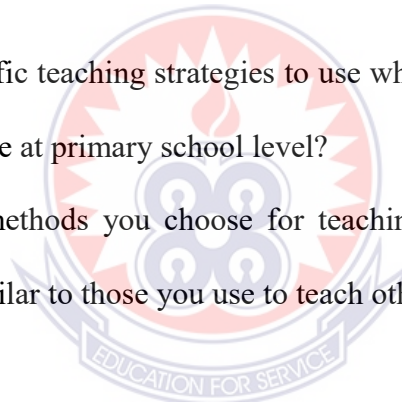 fic teaching strategies to use wh
e at primary school level?
nethods you choose for teachin
ilar to those you use to teach oth
EDUCATION FOR SERVICE